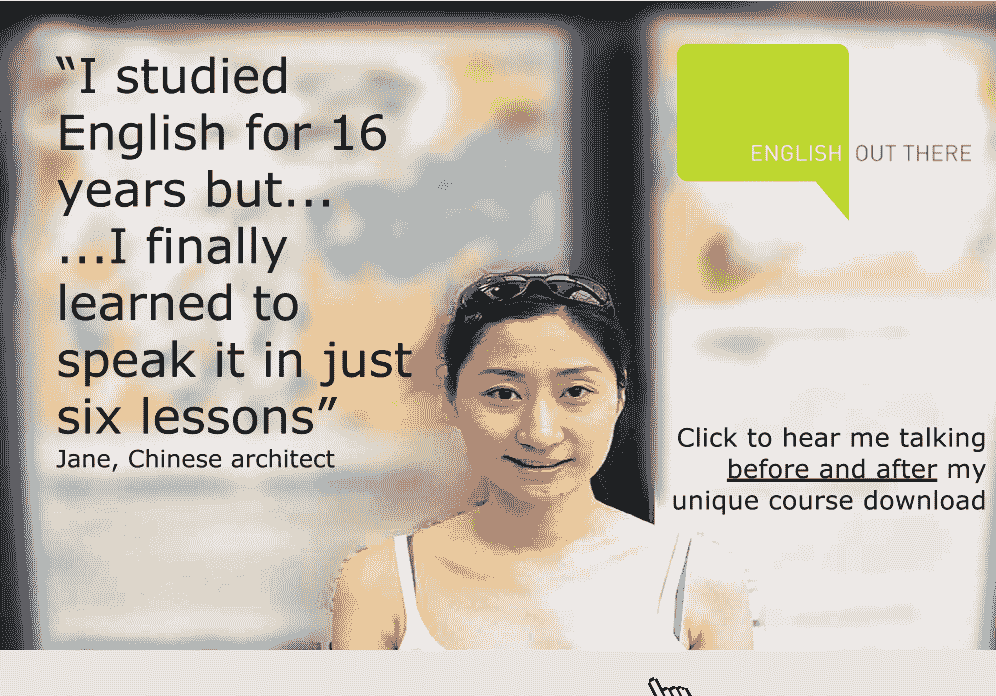 “I studied
English for 16
years but...
...I finally
learned to
speak it in just
six lessons”
Jane, Chinese architect
ENGLISH OUT THERE
Click to hear me talking
before and after my
unique course download